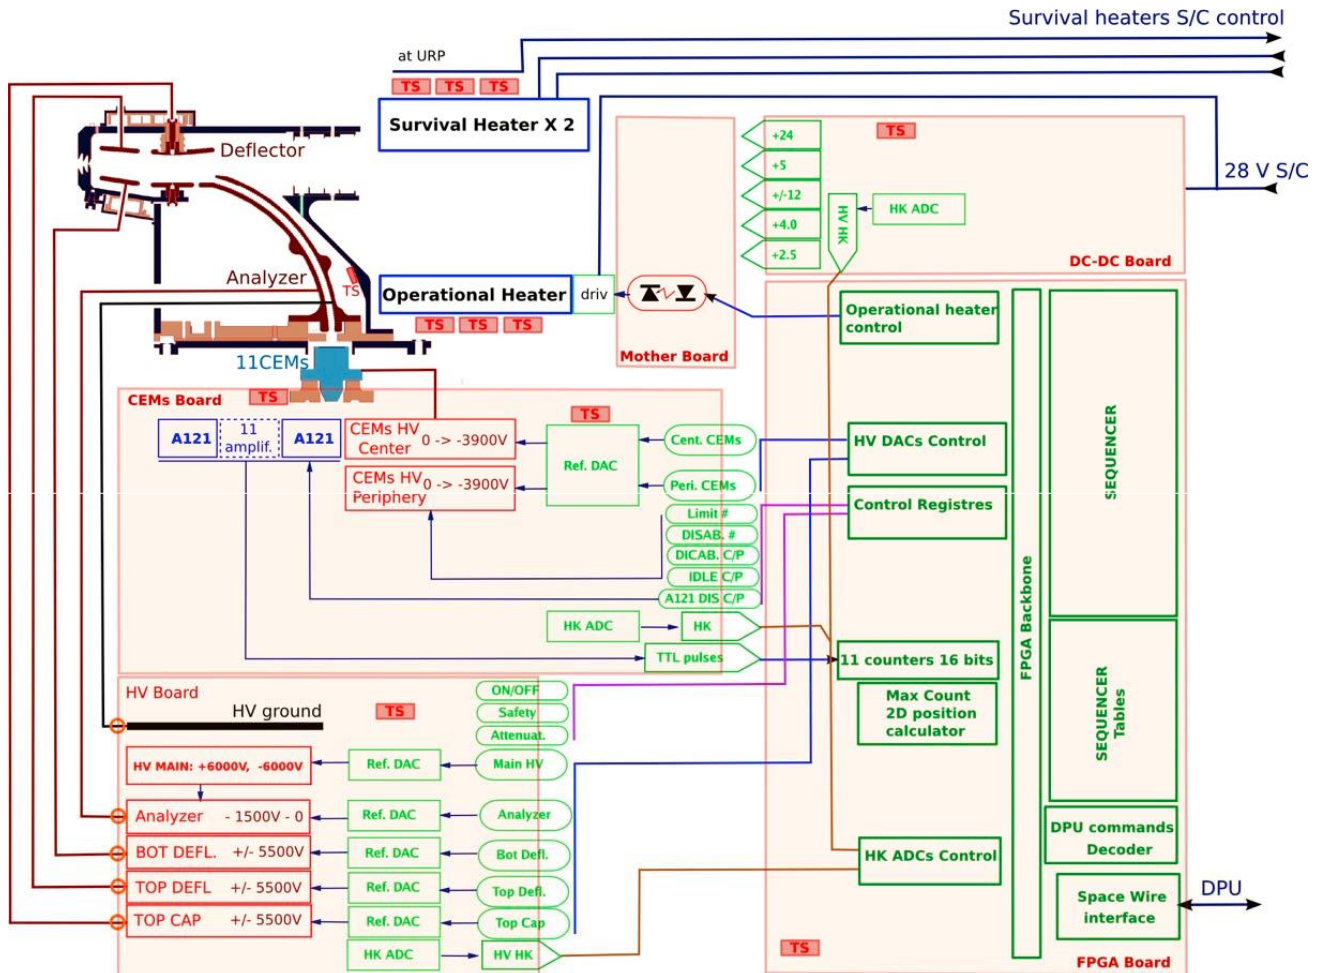 Survival heaters S/C control
at URP
TS TS TS
Survival Heater X 2
Deflector
+24
TS
+5
28 V S/C
+/-12
HV HK
HK ADC
+4.0
+2.5
DC-DC Board
Analyzer
TS
Operational Heater
driv
TS TS TS
Mother Board
Operational heater
control
11CEMs
CEMs Board
TS
TS
A121
11
amplif.
A121
CEMs HV
Center
0 -> -3900V
CEMs HV
Periphery
0 -> -3900V
Ref. DAC
Cent. CEMs
Peri. CEMs
Limit #
DISAB. #
DICAB. C/P
IDLE C/P
A121 DIS C/P
HK ADC
HK
TTL pulses
HV DACs Control
Control Registres
11 counters 16 bits
Max Count
2D position
calculator
FPGA Backbone
SEQUENCER
SEQUENCER
Tables
HV Board
HV ground
TS
ON/OFF
Safety
Attenuat.
HV MAIN: +6000V, -6000V
Ref. DAC
Main HV
Analyzer - 1500V - 0
Ref. DAC
Analyzer
BOT DEFL. +/- 5500V
Ref. DAC
Bot Defl.
TOP DEFL +/- 5500V
Ref. DAC
Top Defl.
TOP CAP +/- 5500V
Ref. DAC
Top Cap
HK ADC
HV HK
HK ADCs Control
DPU commands
Decoder
Space Wire
interface
DPU
TS
FPGA Board